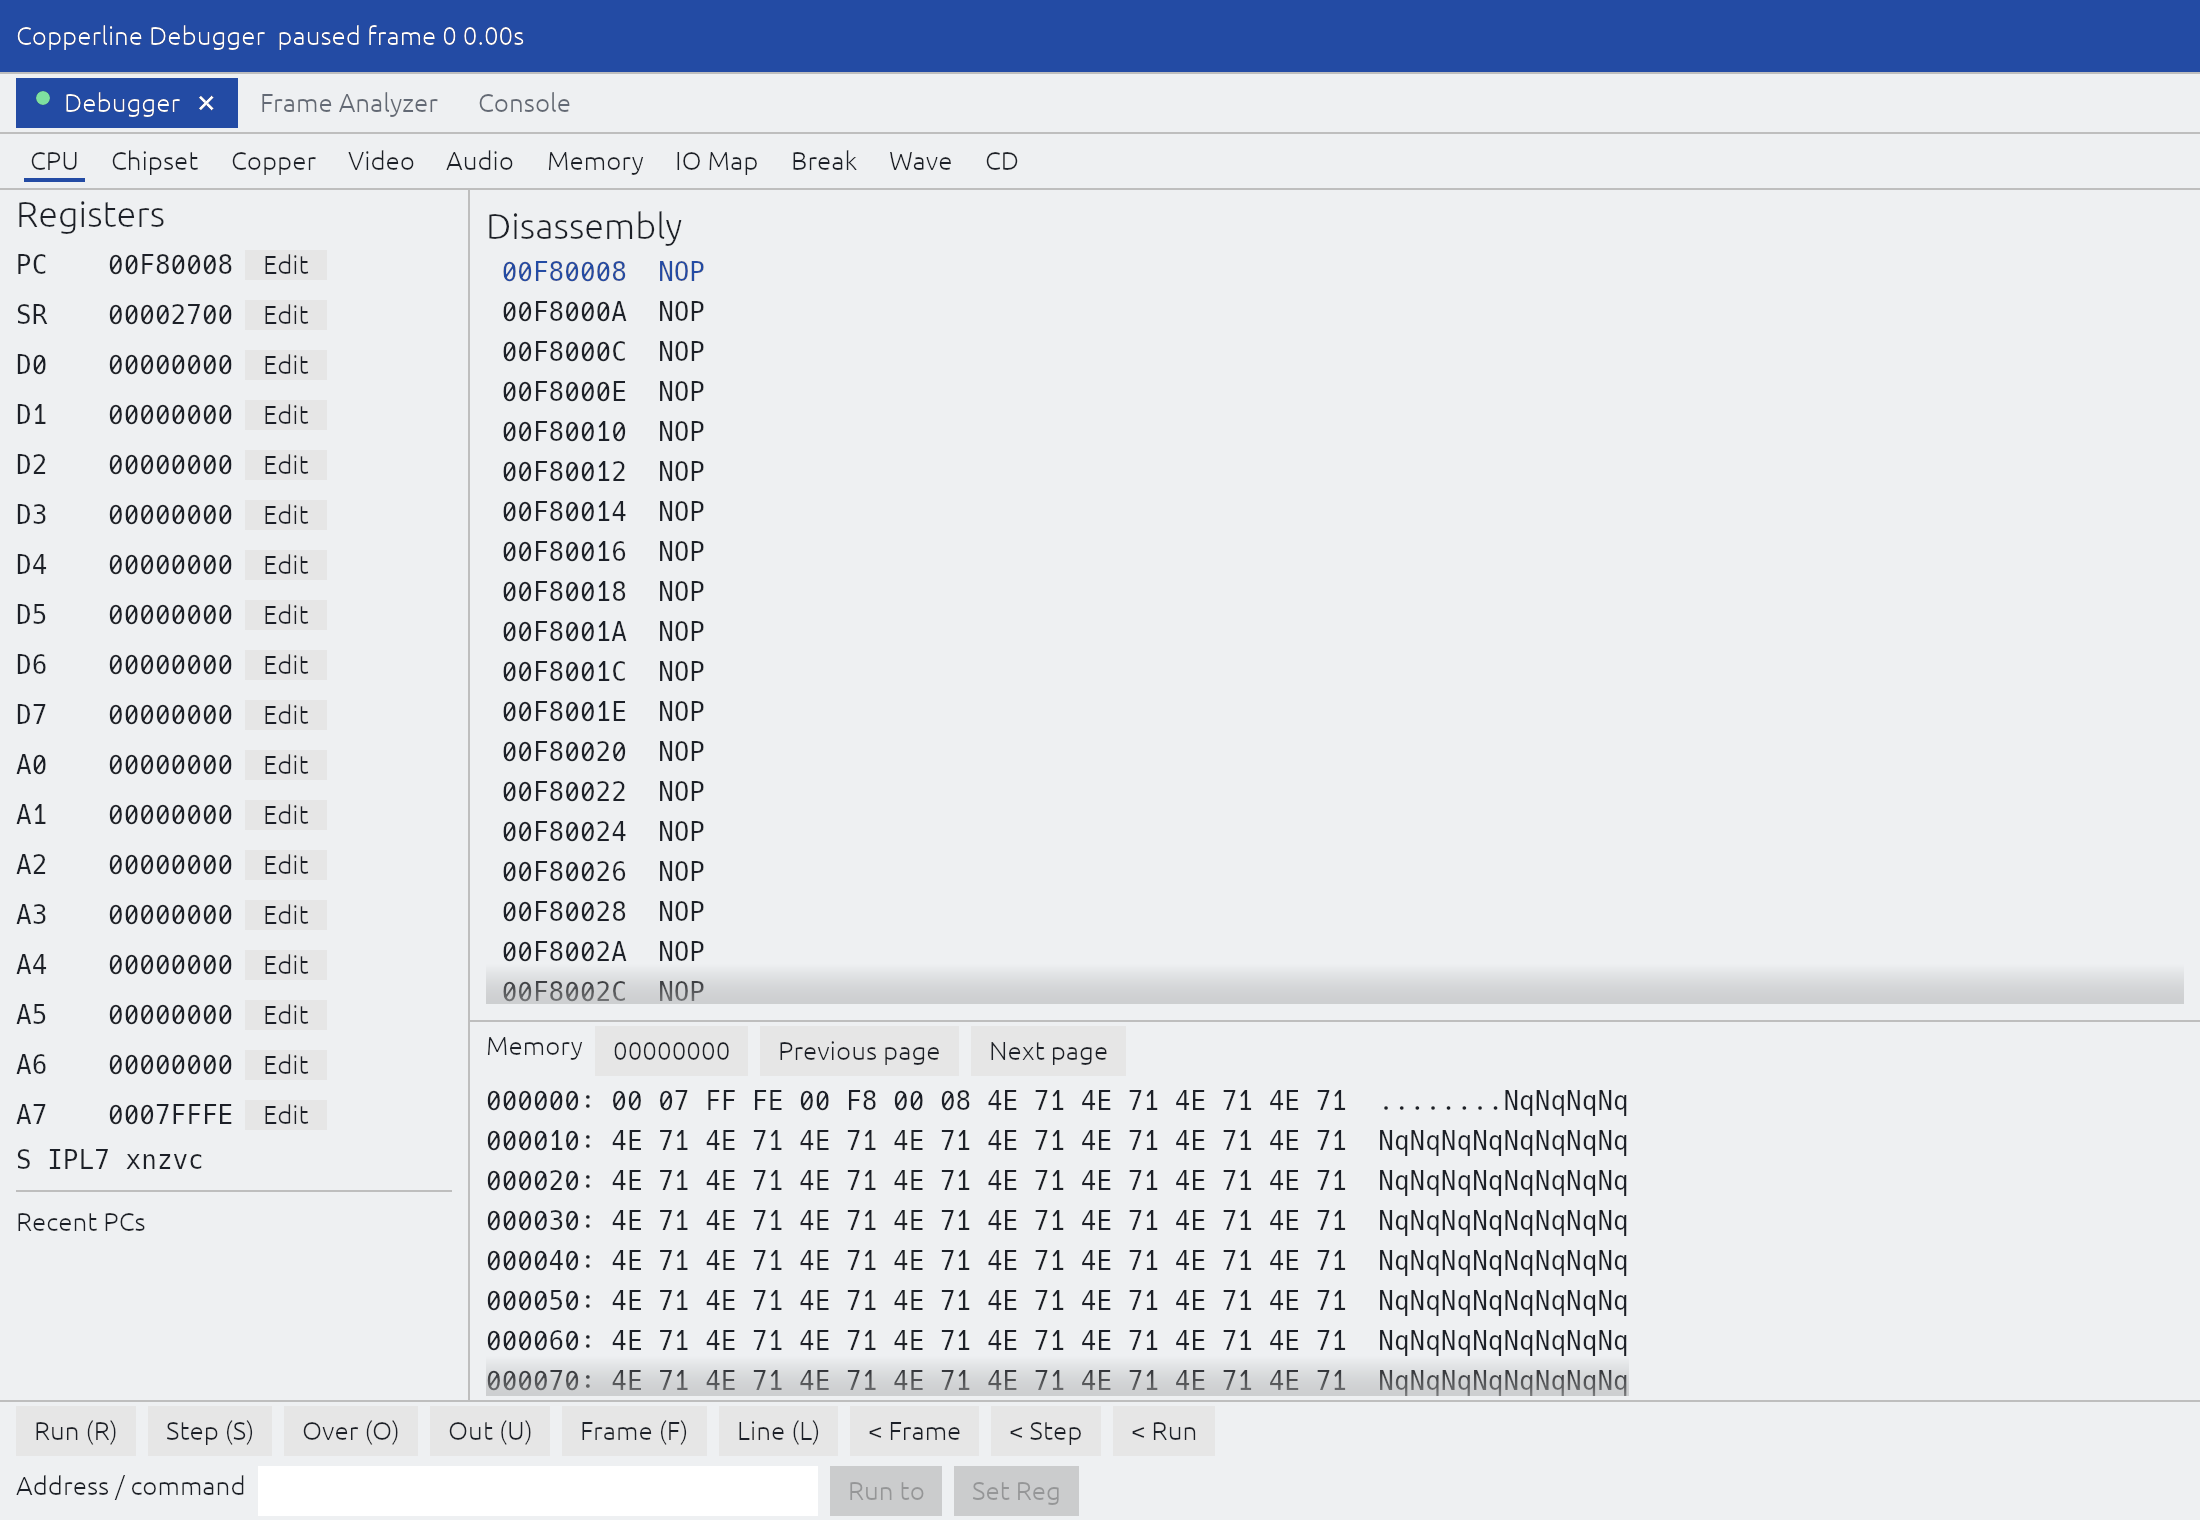 Copperline Debugger paused frame 0 0.00s
Debugger × Frame Analyzer Console
CPU Chipset Copper Video Audio Memory IO Map Break Wave CD
Registers
PC 00F80008 Edit
SR 00002700 Edit
D0 00000000 Edit
D1 00000000 Edit
D2 00000000 Edit
D3 00000000 Edit
D4 00000000 Edit
D5 00000000 Edit
D6 00000000 Edit
D7 00000000 Edit
A0 00000000 Edit
A1 00000000 Edit
A2 00000000 Edit
A3 00000000 Edit
A4 00000000 Edit
A5 00000000 Edit
A6 00000000 Edit
A7 0007FFFE Edit
S IPL7 xnzvc
Recent PCs
Disassembly
00F80008 NOP
00F8000A NOP
00F8000C NOP
00F8000E NOP
00F80010 NOP
00F80012 NOP
00F80014 NOP
00F80016 NOP
00F80018 NOP
00F8001A NOP
00F8001C NOP
00F8001E NOP
00F80020 NOP
00F80022 NOP
00F80024 NOP
00F80026 NOP
00F80028 NOP
00F8002A NOP
00F8002C NOP
Memory 00000000 Previous page Next page
000000: 00 07 FF FE 00 F8 00 08 4E 71 4E 71 4E 71 4E 71 ........NqNqNqNq
000010: 4E 71 4E 71 4E 71 4E 71 4E 71 4E 71 4E 71 4E 71 NqNqNqNqNqNqNqNq
000020: 4E 71 4E 71 4E 71 4E 71 4E 71 4E 71 4E 71 4E 71 NqNqNqNqNqNqNqNq
000030: 4E 71 4E 71 4E 71 4E 71 4E 71 4E 71 4E 71 4E 71 NqNqNqNqNqNqNqNq
000040: 4E 71 4E 71 4E 71 4E 71 4E 71 4E 71 4E 71 4E 71 NqNqNqNqNqNqNqNq
000050: 4E 71 4E 71 4E 71 4E 71 4E 71 4E 71 4E 71 4E 71 NqNqNqNqNqNqNqNq
000060: 4E 71 4E 71 4E 71 4E 71 4E 71 4E 71 4E 71 4E 71 NqNqNqNqNqNqNqNq
000070: 4E 71 4E 71 4E 71 4E 71 4E 71 4E 71 4E 71 4E 71 NqNqNqNqNqNqNqNq
Run (R) Step (S) Over (O) Out (U) Frame (F) Line (L) < Frame < Step < Run
Address / command Run to Set Reg